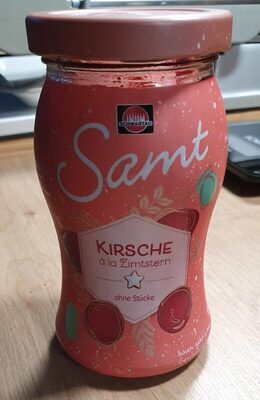 SCHWARTAU
Samt
KIRSCHE
à la Zimtstern
ohne Stücke